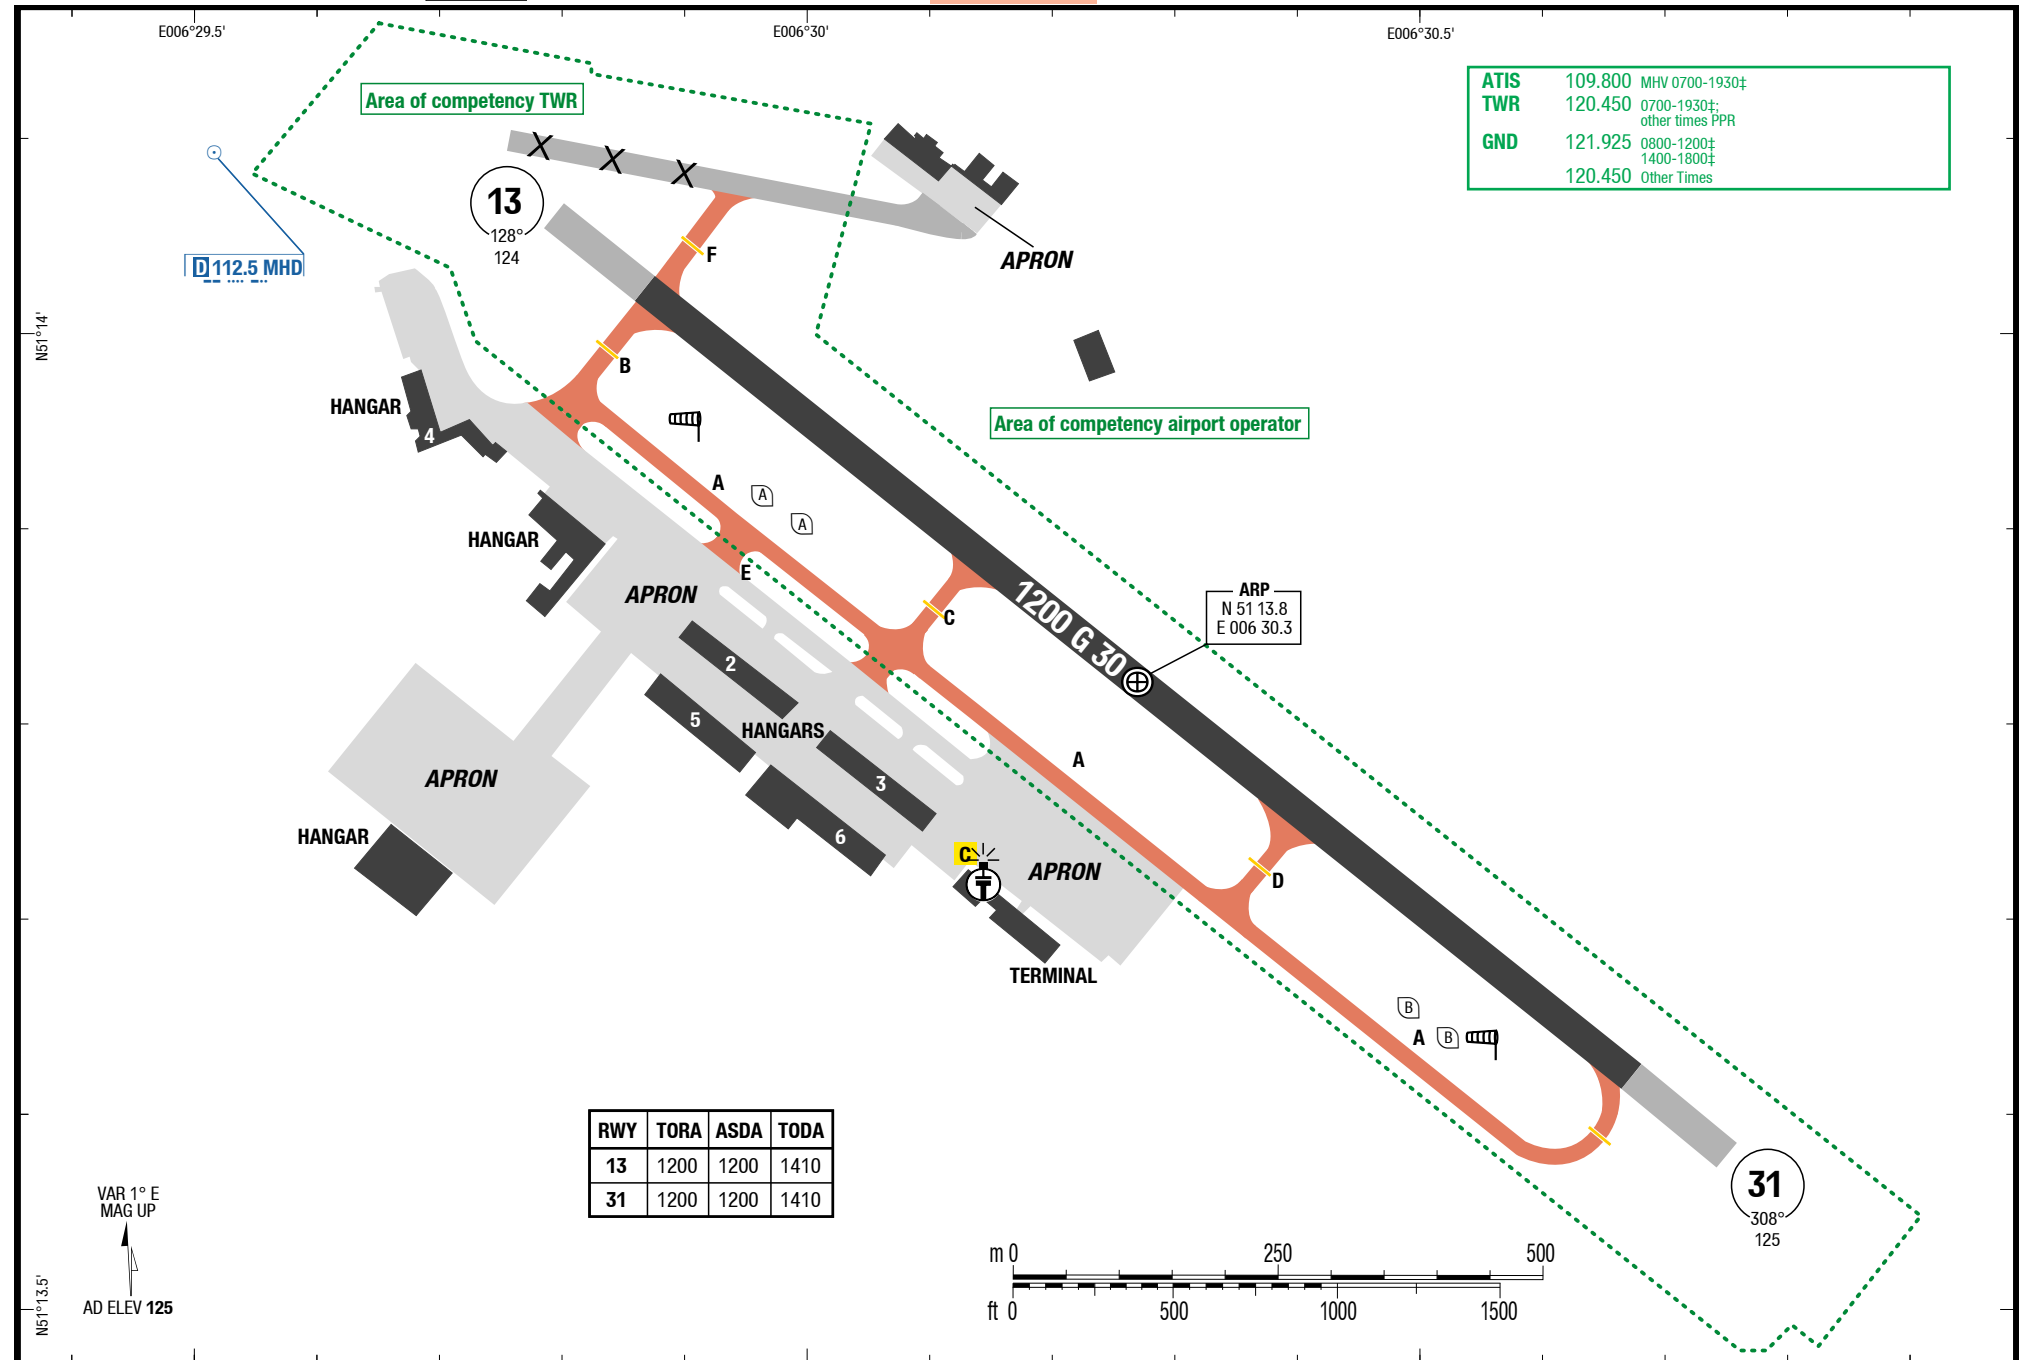 E006°29.5'
E006°30'
E006°30.5'
Area of competency TWR
ATIS 109.800 MHV 0700-1930‡
TWR 120.450 0700-1930‡;
other times PPR
GND 121.925 0800-1200‡
1400-1800‡
120.450 Other Times
13
128°
124
F
APRON
D 112.5 MHD
N51°14'
B
HANGAR
4
Area of competency airport operator
A
A
A
HANGAR
E
APRON
C
1200 G 30
ARP
N 51 13.8
E 006 30.3
2
5
HANGARS
A
3
APRON
6
HANGAR
C
APRON
D
TERMINAL
B
A
B
RWY TORA ASDA TODA
13 1200 1200 1410
31 1200 1200 1410
31
308°
125
VAR 1° E
MAG UP
AD ELEV 125
N51°13.5'
m 0 250 500
ft 0 500 1000 1500